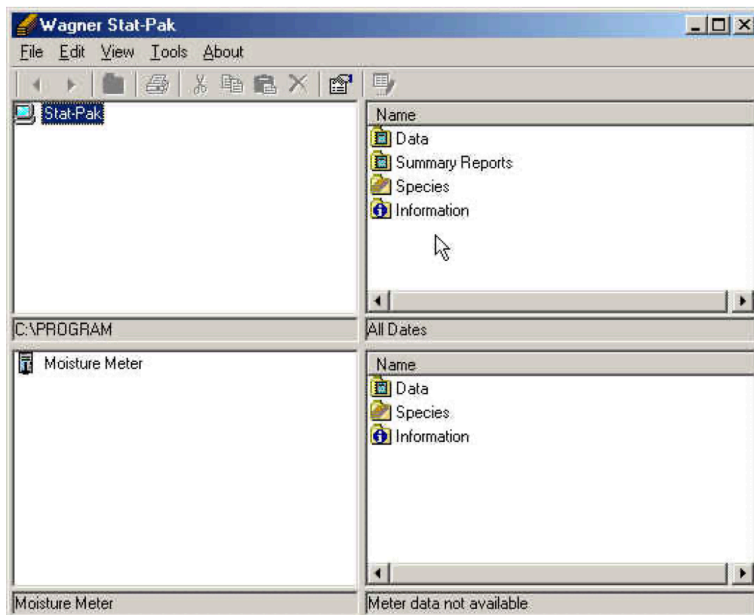 Wagner Stat-Pak
File Edit View Tools About
Stat-Pak
Name
Data
Summary Reports
Species
Information
C:\PROGRAM
All Dates
Moisture Meter
Name
Data
Species
Information
Moisture Meter
Meter data not available